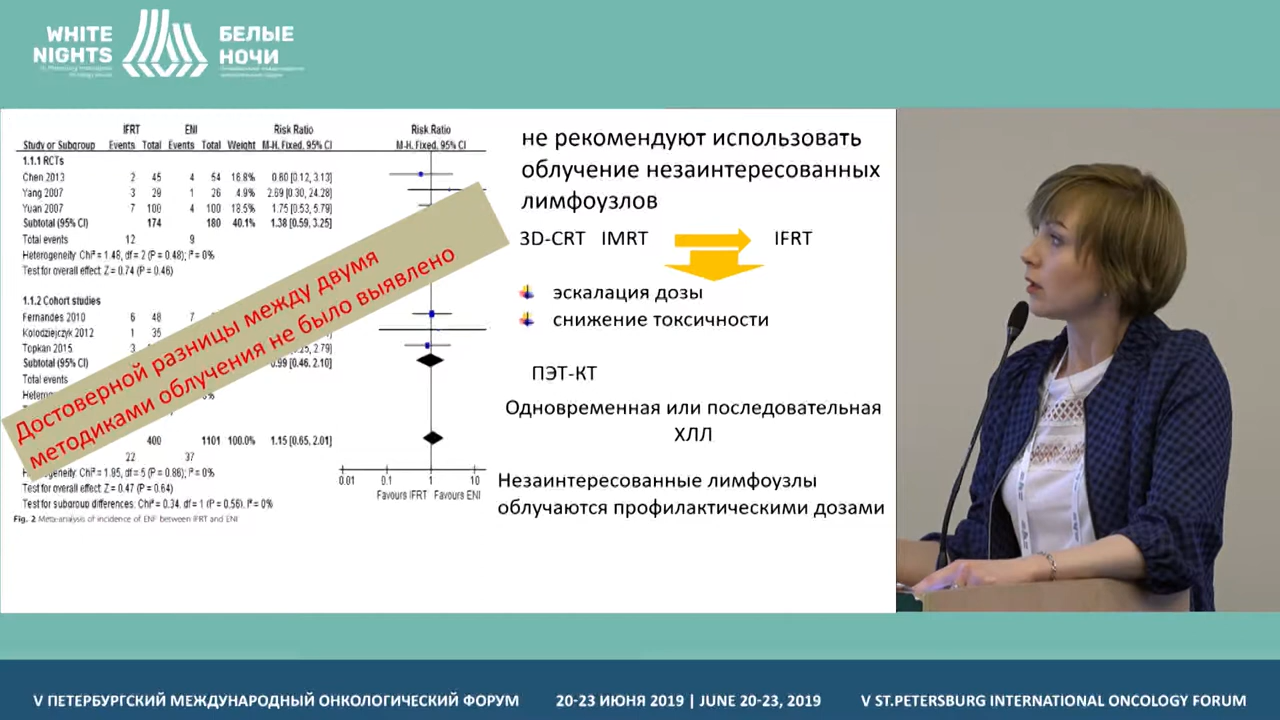 WHITE
NIGHTS
БЕЛЫЕ
НОЧИ
IFRT ENI Risk Ratio Risk Ratio
Study or Subgroup Events Total Events Total Weight M-H, Fixed, 95% CI M-H, Fixed, 95% CI
1.1.1 RCTs
Chen 2013 2 45 4 54 16.8% 0.60 [0.12, 3.13]
Yang 2007 3 29 1 26 4.9% 2.69 [0.30, 24.28]
Yuan 2007 7 100 4 100 18.5% 1.75 [0.53, 5.79]
Subtotal (95% CI) 174 180 40.1% 1.38 [0.59, 3.25]
Total events 12 9
Heterogeneity: Chi² = 1.48, df = 2 (P = 0.48); I² = 0%
Test for overall effect: Z = 0.74 (P = 0.46)
1.1.2 Cohort studies
Fernandes 2010 6 48 7
Kolodziejczyk 2012 1 35
Topkan 2015 3 2.79]
Subtotal (95% CI) 0.99 [0.46, 2.10]
Total events
400 1101 100.0% 1.15 [0.65, 2.01]
22 37
Chi² = 1.95, df = 5 (P = 0.86); I² = 0%
Test for overall effect: Z = 0.47 (P = 0.64)
Test for subgroup differences: Chi² = 0.34, df = 1 (P = 0.56), I² = 0%
0.01 0.1 1 10
Favours IFRT Favours ENI
Fig. 2 Meta-analysis of incidence of ENF between IFRT and ENI
Достоверной разницы между двумя
методиками облучения не было выявлено
не рекомендуют использовать
облучение незаинтересованных
лимфоузлов
3D-CRT IMRT IFRT
эскалация дозы
снижение токсичности
ПЭТ-КТ
Одновременная или последовательная
ХЛЛ
Незаинтересованные лимфоузлы
облучаются профилактическими дозами
V ПЕТЕРБУРГСКИЙ МЕЖДУНАРОДНЫЙ ОНКОЛОГИЧЕСКИЙ ФОРУМ 20-23 ИЮНЯ 2019 | JUNE 20-23, 2019 V ST.PETERSBURG INTERNATIONAL ONCOLOGY FORUM